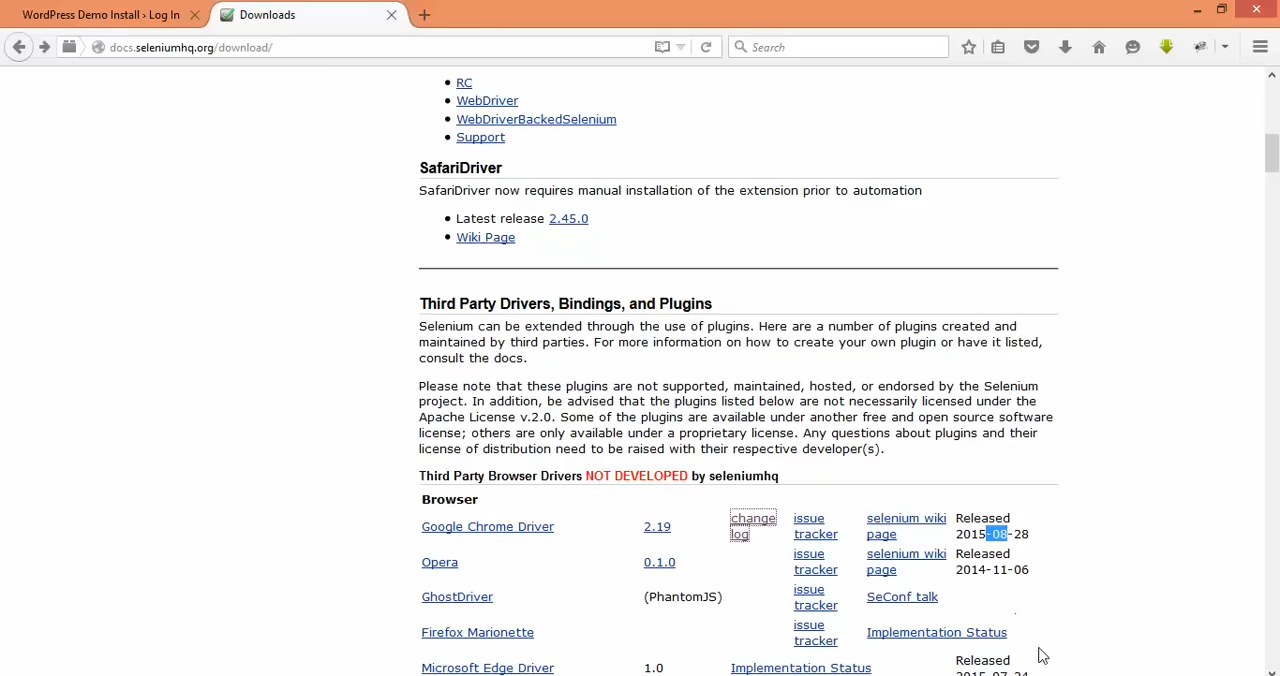 WordPress Demo Install › Log In
Downloads
docs.seleniumhq.org/download/
Search
RC
WebDriver
WebDriverBackedSelenium
Support
SafariDriver
SafariDriver now requires manual installation of the extension prior to automation
Latest release 2.45.0
Wiki Page
Third Party Drivers, Bindings, and Plugins
Selenium can be extended through the use of plugins. Here are a number of plugins created and
maintained by third parties. For more information on how to create your own plugin or have it listed,
consult the docs.
Please note that these plugins are not supported, maintained, hosted, or endorsed by the Selenium
project. In addition, be advised that the plugins listed below are not necessarily licensed under the
Apache License v.2.0. Some of the plugins are available under another free and open source software
license; others are only available under a proprietary license. Any questions about plugins and their
license of distribution need to be raised with their respective developer(s).
Third Party Browser Drivers NOT DEVELOPED by seleniumhq
Browser
Google Chrome Driver 2.19 change log issue tracker selenium wiki page Released 2015-08-28
Opera 0.1.0 issue tracker selenium wiki page Released 2014-11-06
GhostDriver (PhantomJS) issue tracker SeConf talk
Firefox Marionette issue tracker Implementation Status
Microsoft Edge Driver 1.0 Implementation Status Released 2015-07-24